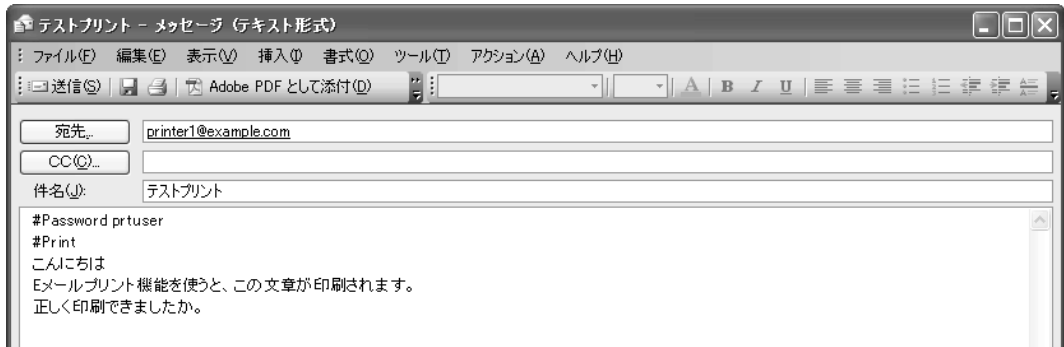 テストプリント - メッセージ (テキスト形式)
ファイル(F) 編集(E) 表示(V) 挿入(I) 書式(O) ツール(T) アクション(A) ヘルプ(H)
送信(S) Adobe PDF として添付(D) A B I U
宛先... printer1@example.com
CC(C)...
件名(J): テストプリント
#Password prtuser
#Print
こんにちは
Eメールプリント機能を使うと、この文章が印刷されます。
正しく印刷できましたか。